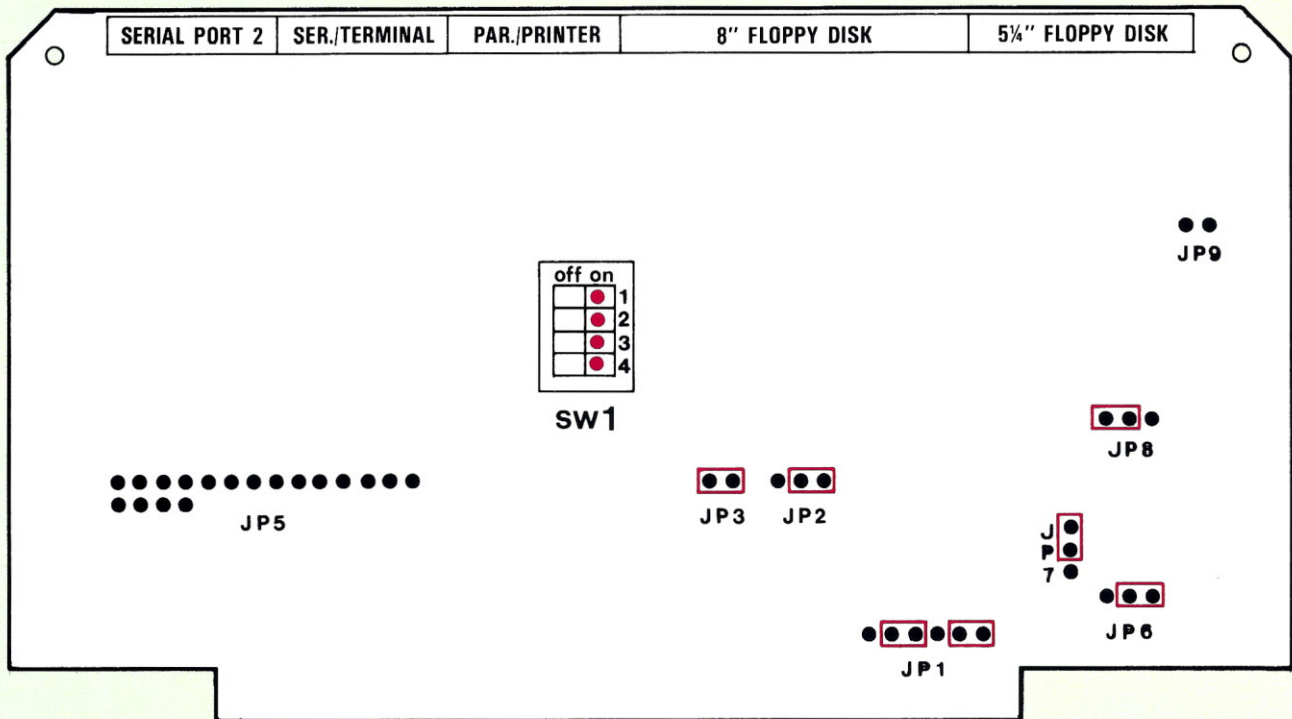 SERIAL PORT 2 SER./TERMINAL PAR./PRINTER 8" FLOPPY DISK 5¼" FLOPPY DISK
JP9
off on
1
2
3
4
SW1
JP8
JP5
JP3 JP2
J
P
7
JP6
JP1